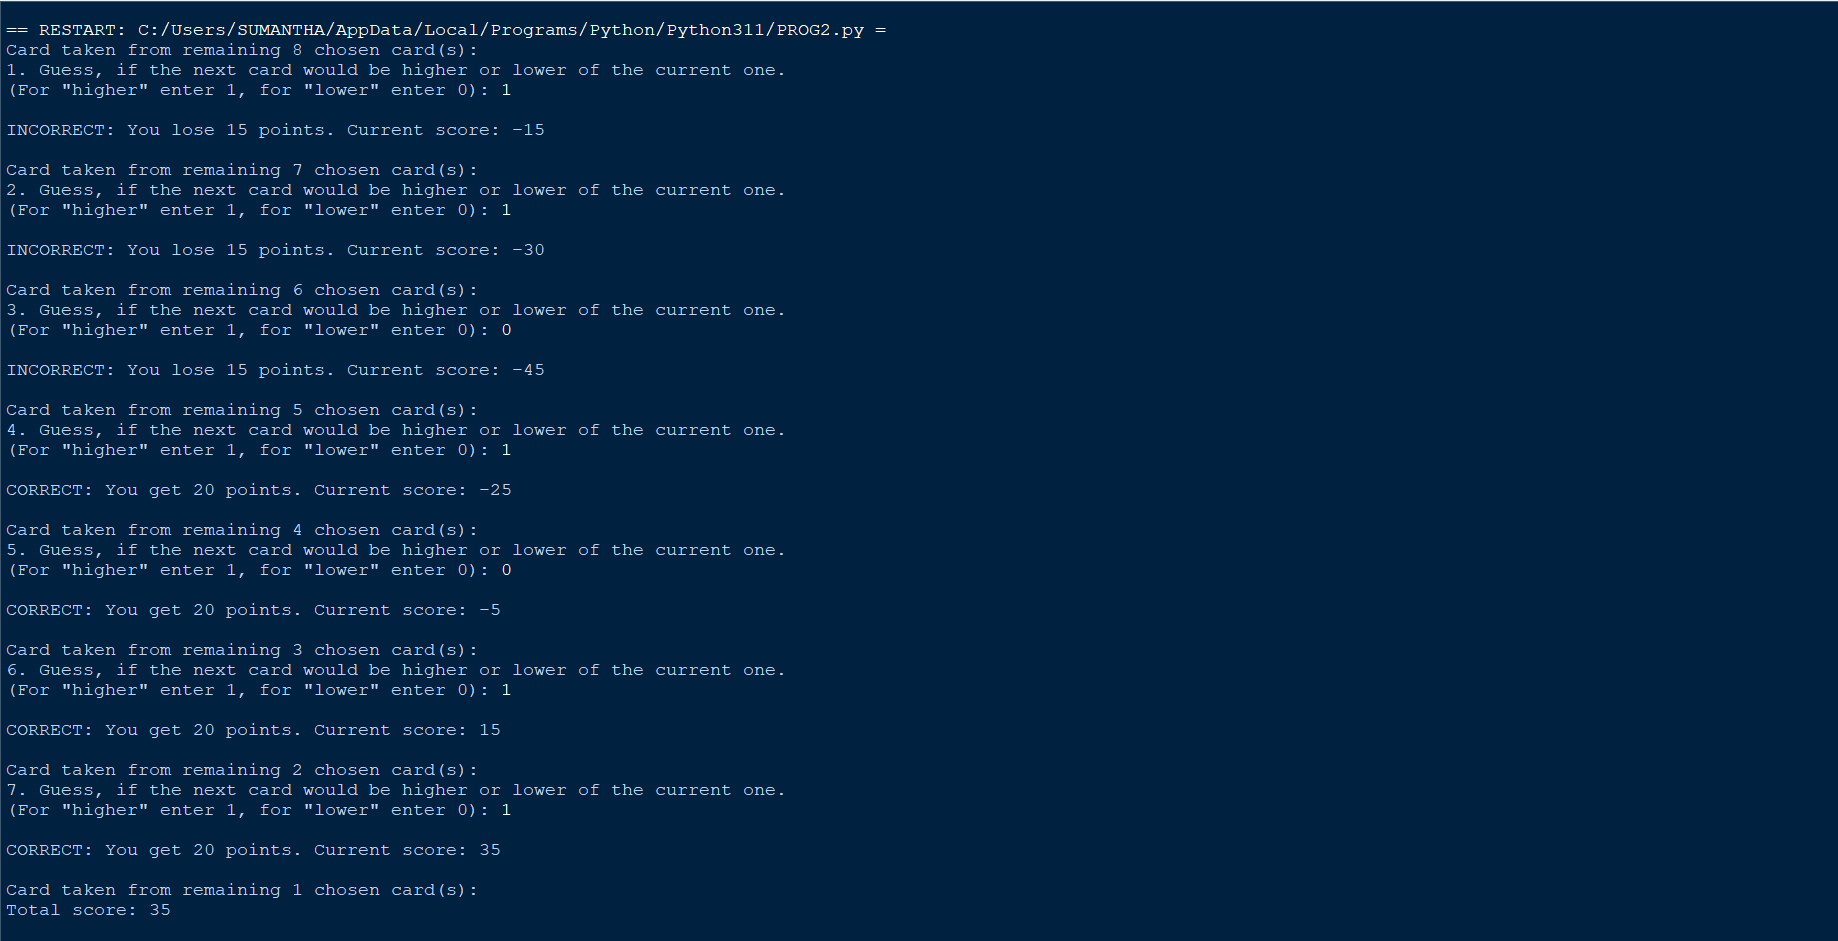 == RESTART: C:/Users/SUMANTHA/AppData/Local/Programs/Python/Python311/PROG2.py =
Card taken from remaining 8 chosen card(s):
1. Guess, if the next card would be higher or lower of the current one.
(For "higher" enter 1, for "lower" enter 0): 1
INCORRECT: You lose 15 points. Current score: -15
Card taken from remaining 7 chosen card(s):
2. Guess, if the next card would be higher or lower of the current one.
(For "higher" enter 1, for "lower" enter 0): 1
INCORRECT: You lose 15 points. Current score: -30
Card taken from remaining 6 chosen card(s):
3. Guess, if the next card would be higher or lower of the current one.
(For "higher" enter 1, for "lower" enter 0): 0
INCORRECT: You lose 15 points. Current score: -45
Card taken from remaining 5 chosen card(s):
4. Guess, if the next card would be higher or lower of the current one.
(For "higher" enter 1, for "lower" enter 0): 1
CORRECT: You get 20 points. Current score: -25
Card taken from remaining 4 chosen card(s):
5. Guess, if the next card would be higher or lower of the current one.
(For "higher" enter 1, for "lower" enter 0): 0
CORRECT: You get 20 points. Current score: -5
Card taken from remaining 3 chosen card(s):
6. Guess, if the next card would be higher or lower of the current one.
(For "higher" enter 1, for "lower" enter 0): 1
CORRECT: You get 20 points. Current score: 15
Card taken from remaining 2 chosen card(s):
7. Guess, if the next card would be higher or lower of the current one.
(For "higher" enter 1, for "lower" enter 0): 1
CORRECT: You get 20 points. Current score: 35
Card taken from remaining 1 chosen card(s):
Total score: 35